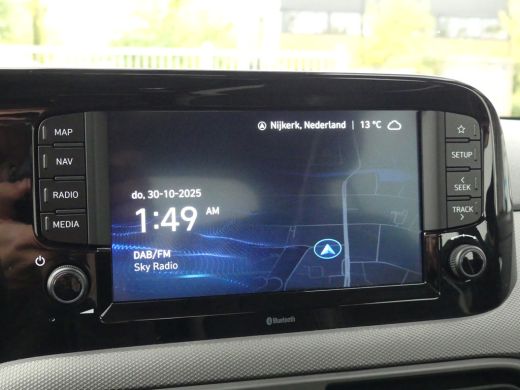 Nijkerk, Nederland | 13 °C
MAP
NAV
RADIO
MEDIA
do, 30-10-2025
1:49 AM
DAB/FM
Sky Radio
SETUP
< SEEK
TRACK >
Bluetooth